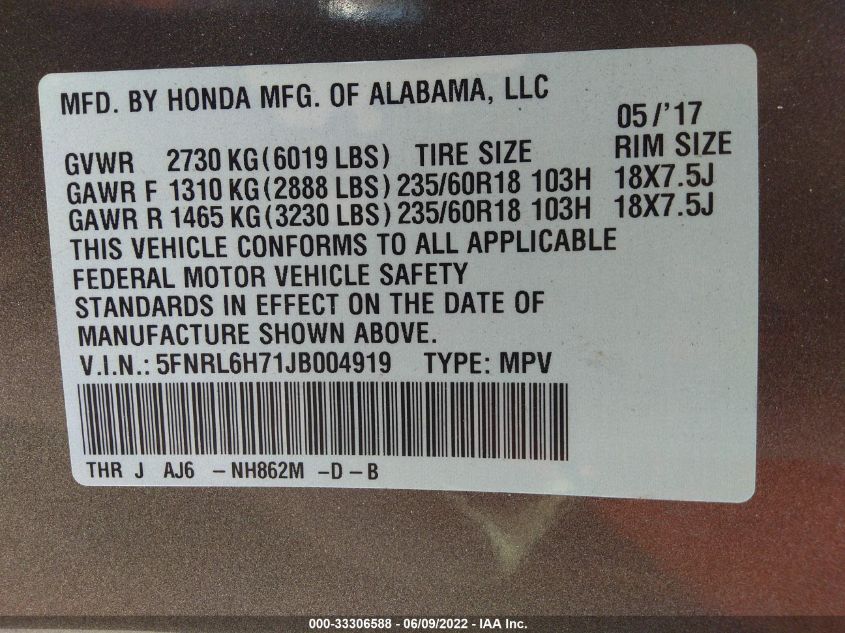 MFD. BY HONDA MFG. OF ALABAMA, LLC
05/'17
GVWR 2730 KG(6019 LBS) TIRE SIZE RIM SIZE
GAWR F 1310 KG(2888 LBS) 235/60R18 103H 18X7.5J
GAWR R 1465 KG(3230 LBS) 235/60R18 103H 18X7.5J
THIS VEHICLE CONFORMS TO ALL APPLICABLE
FEDERAL MOTOR VEHICLE SAFETY
STANDARDS IN EFFECT ON THE DATE OF
MANUFACTURE SHOWN ABOVE.
V.I.N.: 5FNRL6H71JB004919 TYPE: MPV
THR J AJ6 -NH862M -D-B
000-33306588 - 06/09/2022 - IAA Inc.